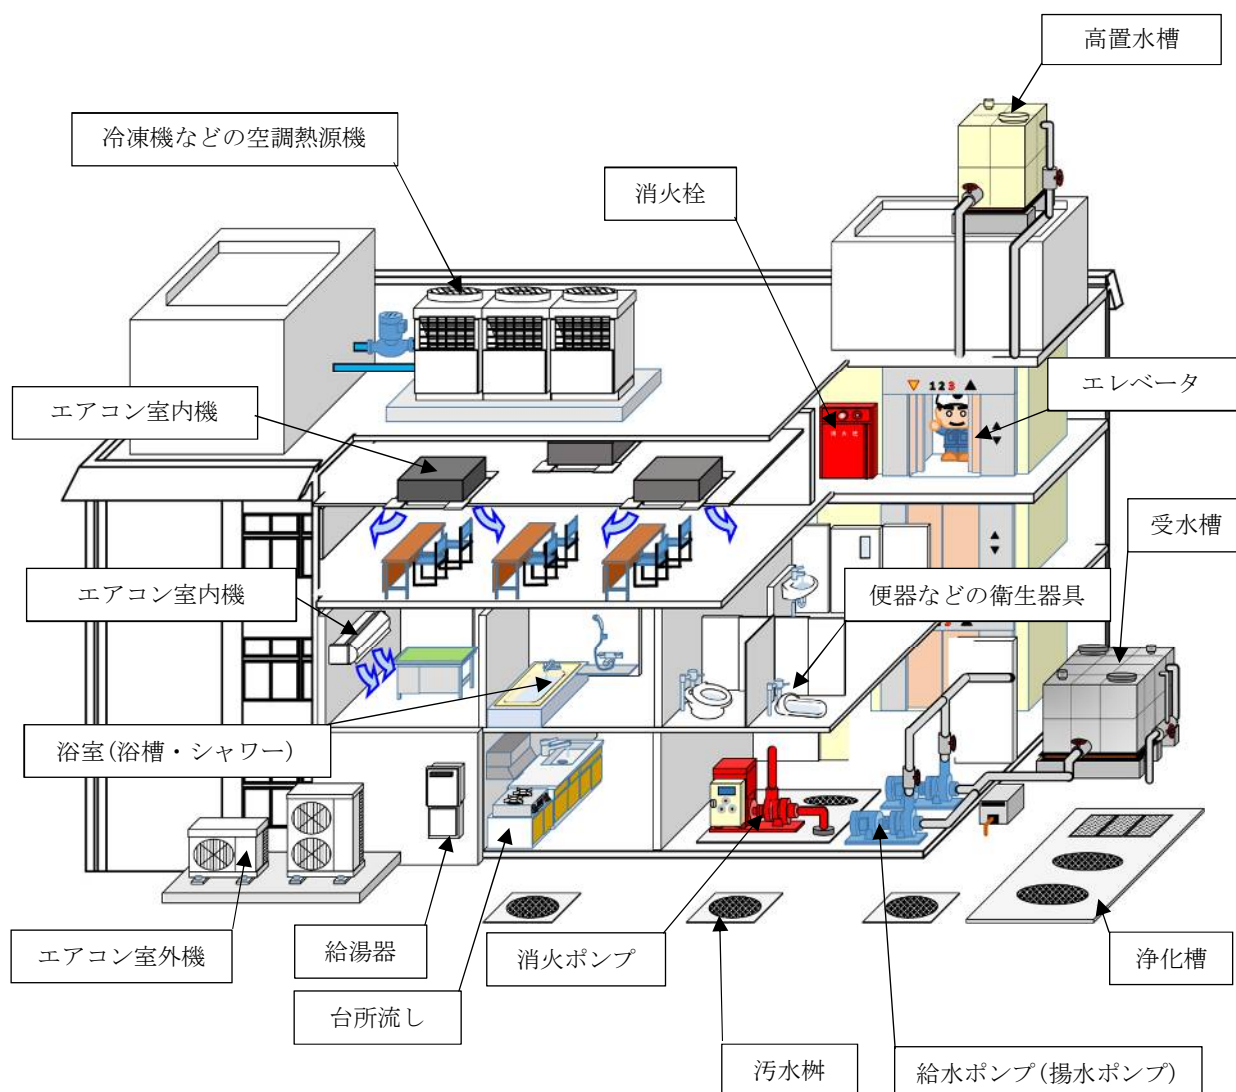 高置水槽
冷凍機などの空調熱源機
消火栓
消火栓
123
エレベータ
エアコン室内機
受水槽
エアコン室内機
便器などの衛生器具
3
浴室(浴槽・シャワー)
エアコン室外機
給湯器
消火ポンプ
浄化槽
台所流し
汚水桝
給水ポンプ(揚水ポンプ)